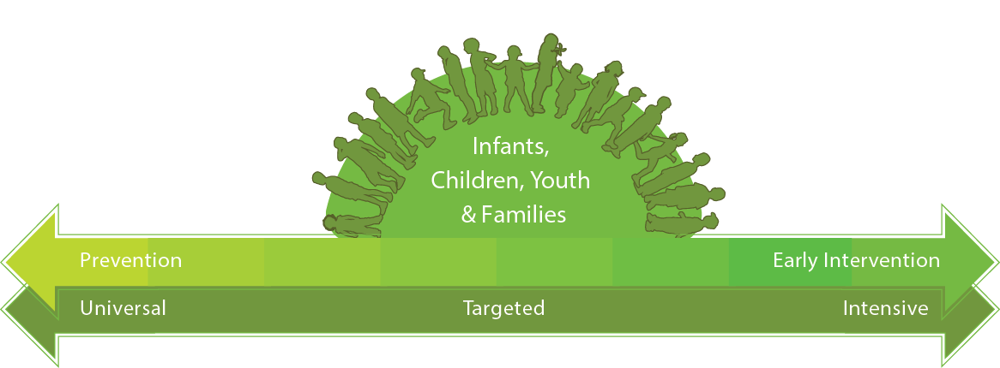 Infants,
Children, Youth
& Families
Prevention Early Intervention
Universal Targeted Intensive